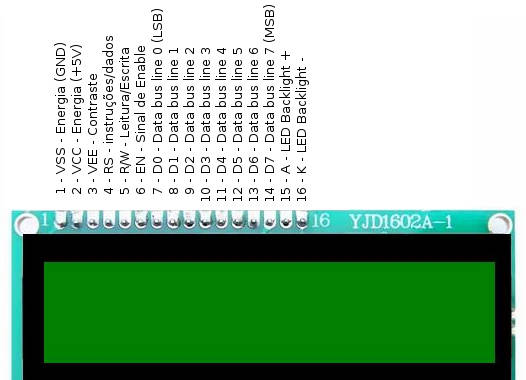 1 - VSS - Energia (GND)
2 - VCC - Energia (+5V)
3 - VEE - Contraste
4 - RS - instruções/dados
5 - R/W - Leitura/Escrita
6 - EN - Sinal de Enable
7 - D0 - Data bus line 0 (LSB)
8 - D1 - Data bus line 1
9 - D2 - Data bus line 2
10 - D3 - Data bus line 3
11 - D4 - Data bus line 4
12 - D5 - Data bus line 5
13 - D6 - Data bus line 6
14 - D7 - Data bus line 7 (MSB)
15 - A - LED Backlight +
16 - K - LED Backlight -
1 16 YJD1602A-1